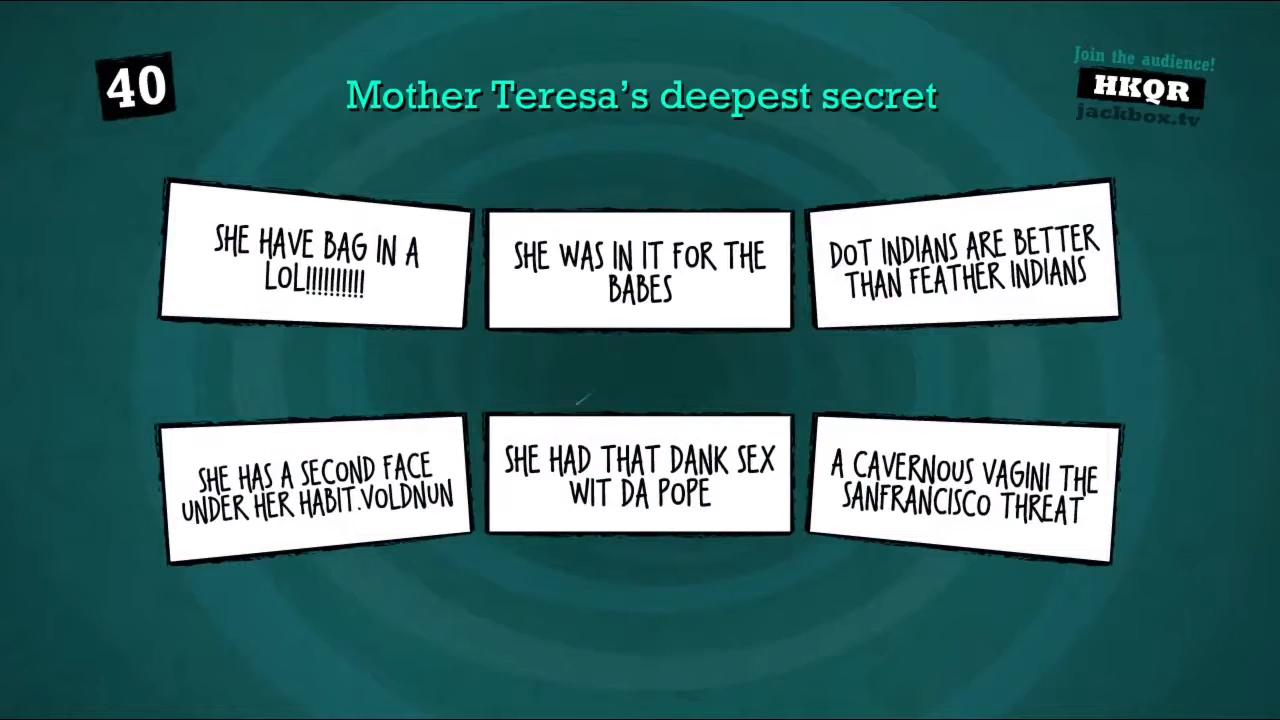 40
Mother Teresa's deepest secret
Join the audience!
HKQR
jackbox.tv
SHE HAVE BAG IN A
LOL!!!!!!!!!!
SHE WAS IN IT FOR THE
BABES
DOT INDIANS ARE BETTER
THAN FEATHER INDIANS
SHE HAS A SECOND FACE
UNDER HER HABIT.VOLDNUN
SHE HAD THAT DANK SEX
WIT DA POPE
A CAVERNOUS VAGINI THE
SANFRANCISCO THREAT